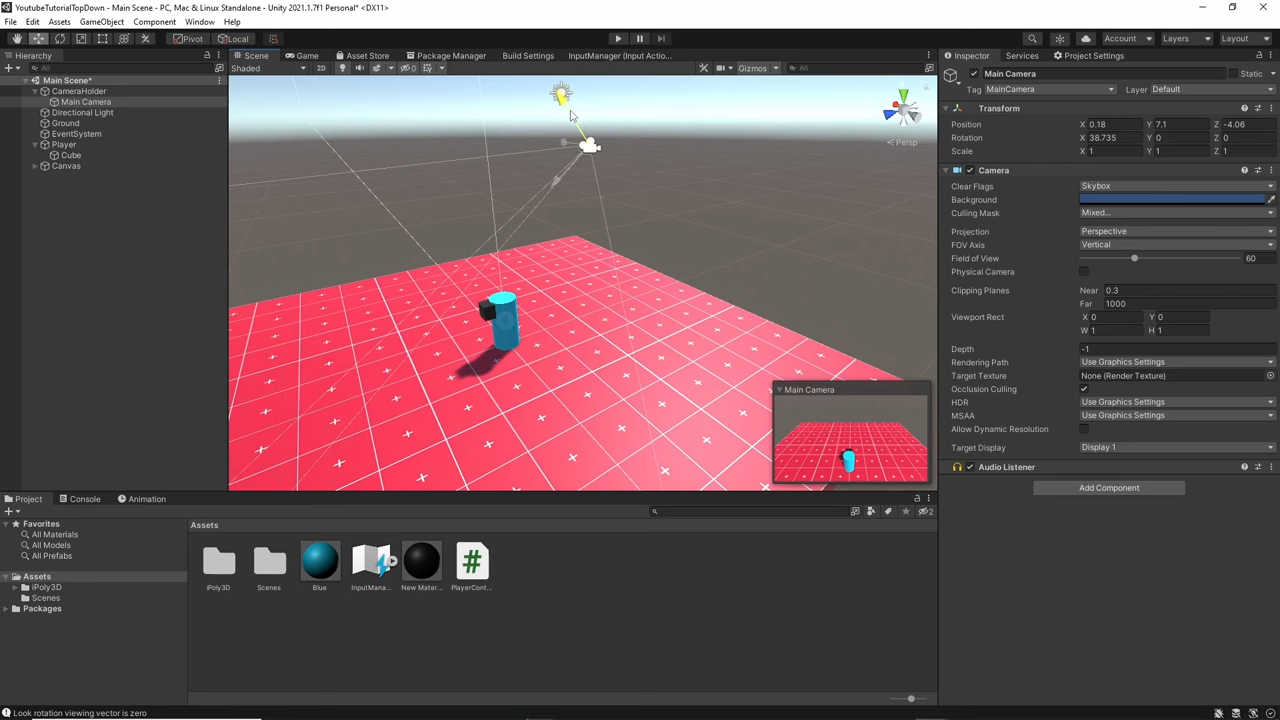 YoutubeTutorialTopDown - Main Scene - PC, Mac & Linux Standalone - Unity 2021.1.7f1 Personal* <DX11>
File Edit Assets GameObject Component Window Help
Pivot Local Account Layers Layout
Hierarchy Scene Game Asset Store Package Manager Build Settings InputManager (Input Actio... Inspector Services Project Settings
All Shaded 2D 0 Gizmos All
Main Scene*
CameraHolder
Main Camera
Directional Light
Ground
EventSystem
Player
Cube
Canvas
Persp
Main Camera
Main Camera Static
Tag MainCamera Layer Default
Transform
Position X 0.18 Y 7.1 Z -4.06
Rotation X 38.735 Y 0 Z 0
Scale X 1 Y 1 Z 1
Camera
Clear Flags Skybox
Background
Culling Mask Mixed...
Projection Perspective
FOV Axis Vertical
Field of View 60
Physical Camera
Clipping Planes Near 0.3
Far 1000
Viewport Rect X 0 Y 0
W 1 H 1
Depth -1
Rendering Path Use Graphics Settings
Target Texture None (Render Texture)
Occlusion Culling
HDR Use Graphics Settings
MSAA Use Graphics Settings
Allow Dynamic Resolution
Target Display Display 1
Audio Listener
Add Component
Project Console Animation
2
Favorites
All Materials
All Models
All Prefabs
Assets
iPoly3D
Scenes
Packages
Assets
iPoly3D Scenes Blue InputMana... New Mater... PlayerCont...
Look rotation viewing vector is zero